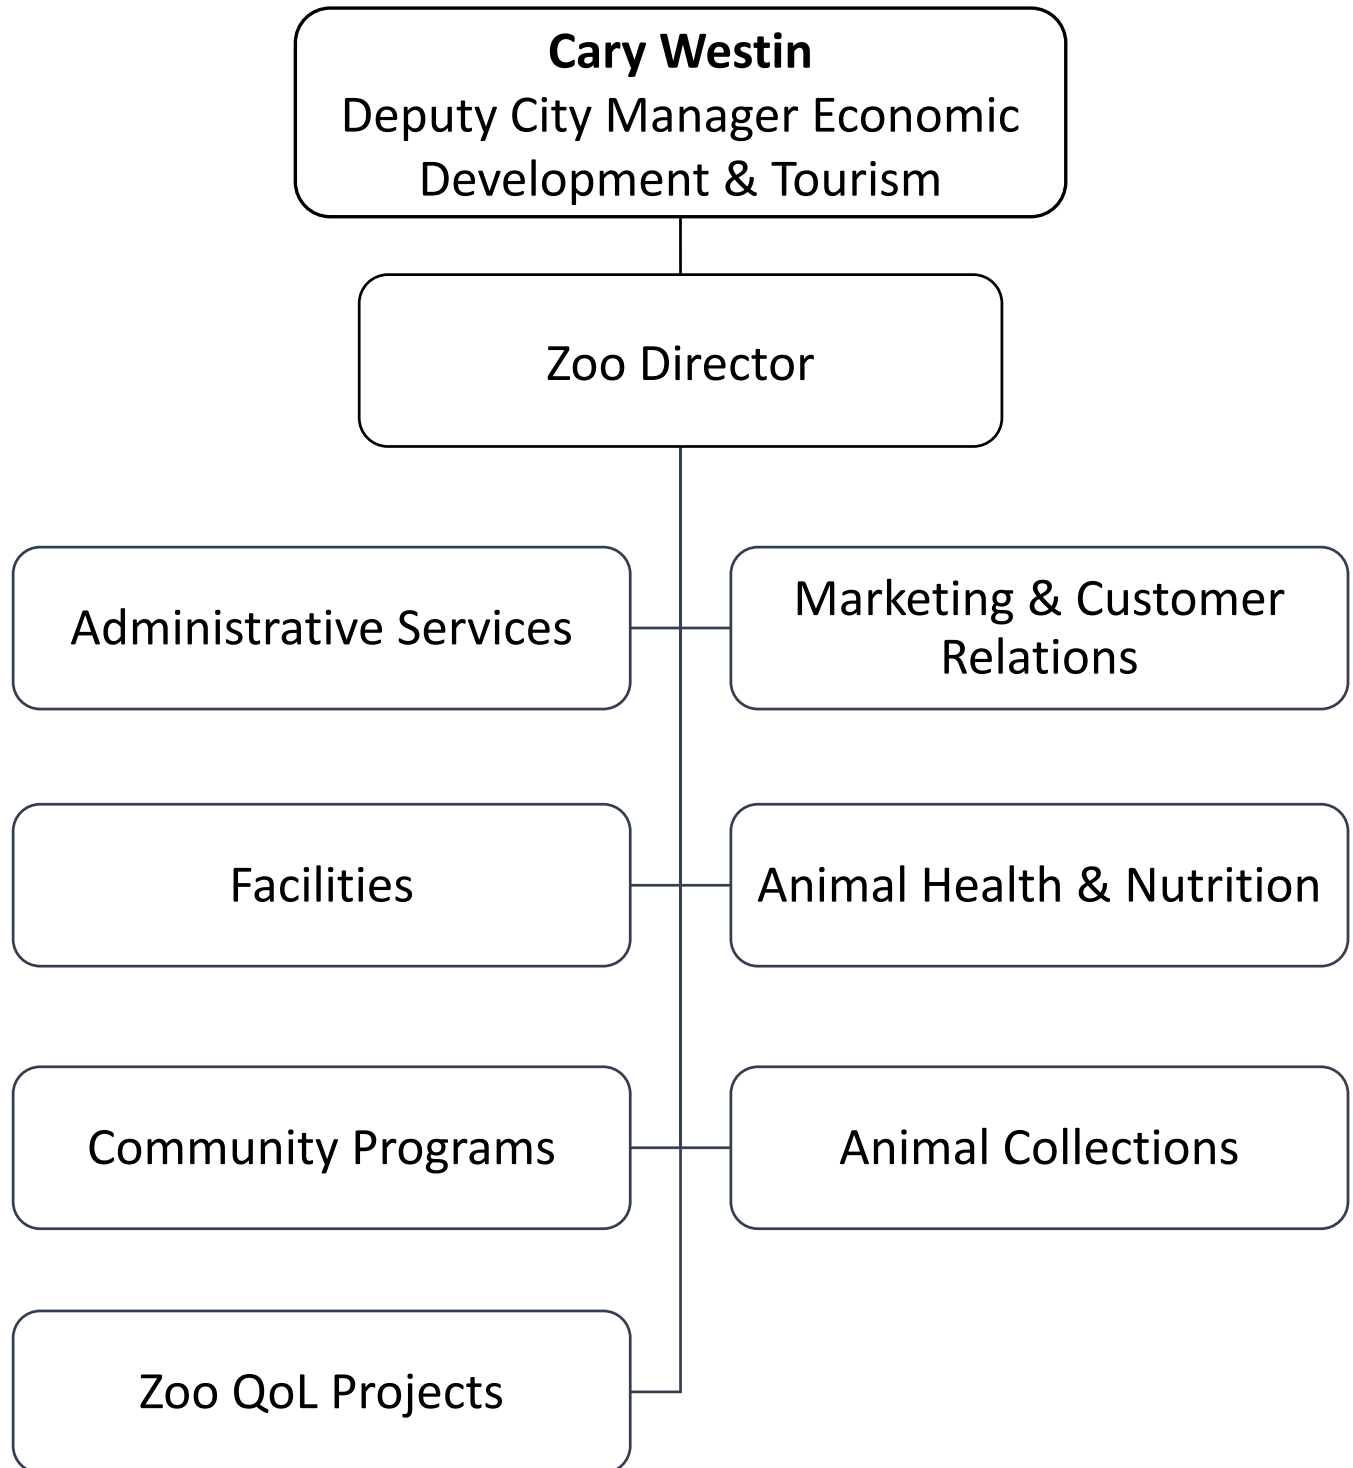 Cary Westin
Deputy City Manager Economic
Development & Tourism
Zoo Director
Administrative Services
Marketing & Customer
Relations
Facilities
Animal Health & Nutrition
Community Programs
Animal Collections
Zoo QoL Projects